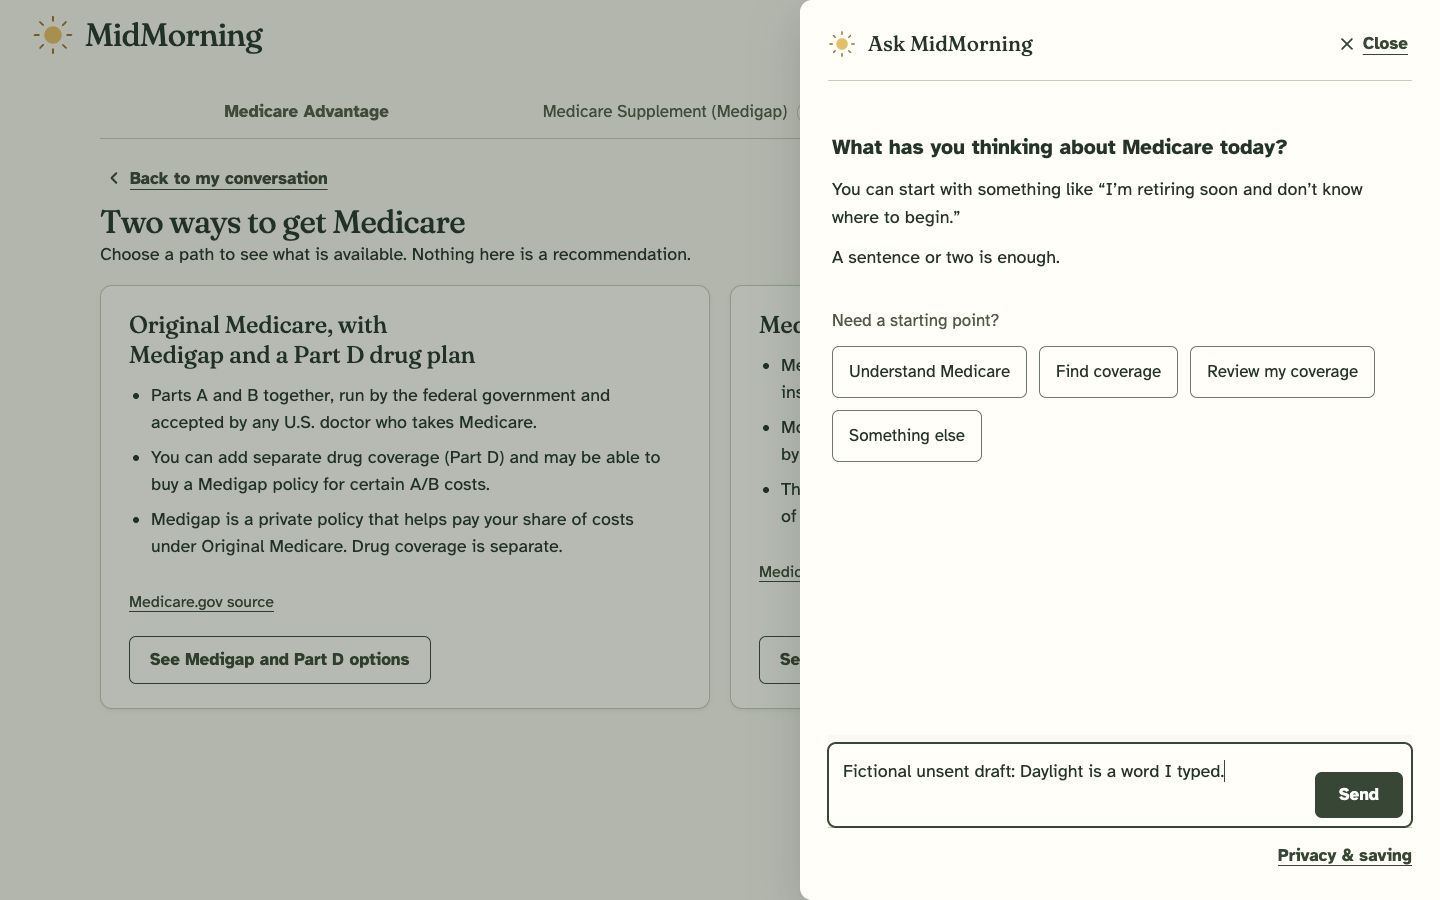 MidMorning
Medicare Advantage
Medicare Supplement (Medigap)
Back to my conversation
Two ways to get Medicare
Choose a path to see what is available. Nothing here is a recommendation.
Original Medicare, with
Medigap and a Part D drug plan
Parts A and B together, run by the federal government and
accepted by any U.S. doctor who takes Medicare.
You can add separate drug coverage (Part D) and may be able to
buy a Medigap policy for certain A/B costs.
Medigap is a private policy that helps pay your share of costs
under Original Medicare. Drug coverage is separate.
Medicare.gov source
See Medigap and Part D options
by
of
Ask MidMorning
Close
What has you thinking about Medicare today?
You can start with something like “I’m retiring soon and don’t know
where to begin.”
A sentence or two is enough.
Need a starting point?
Understand Medicare
Find coverage
Review my coverage
Something else
Fictional unsent draft: Daylight is a word I typed.
Send
Privacy & saving